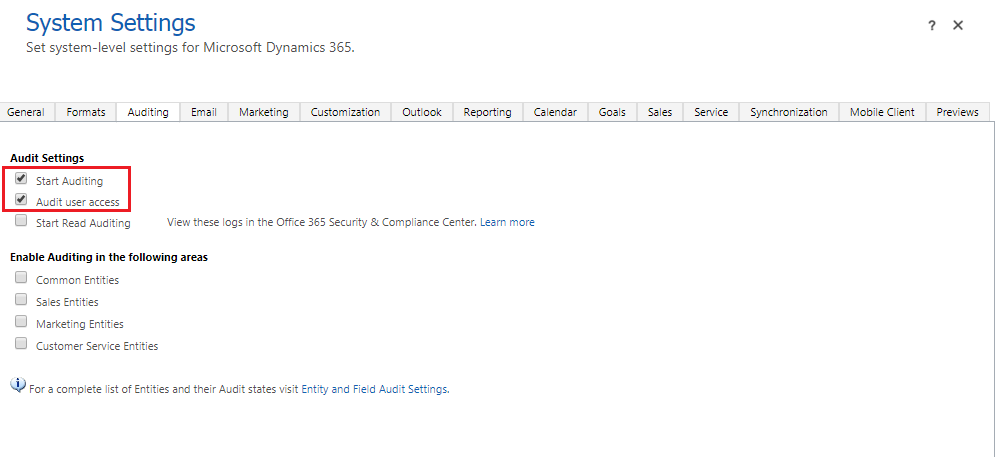 System Settings
Set system-level settings for Microsoft Dynamics 365.
? ×
General Formats Auditing Email Marketing Customization Outlook Reporting Calendar Goals Sales Service Synchronization Mobile Client Previews
Audit Settings
Start Auditing
Audit user access
Start Read Auditing View these logs in the Office 365 Security & Compliance Center. Learn more
Enable Auditing in the following areas
Common Entities
Sales Entities
Marketing Entities
Customer Service Entities
For a complete list of Entities and their Audit states visit Entity and Field Audit Settings.